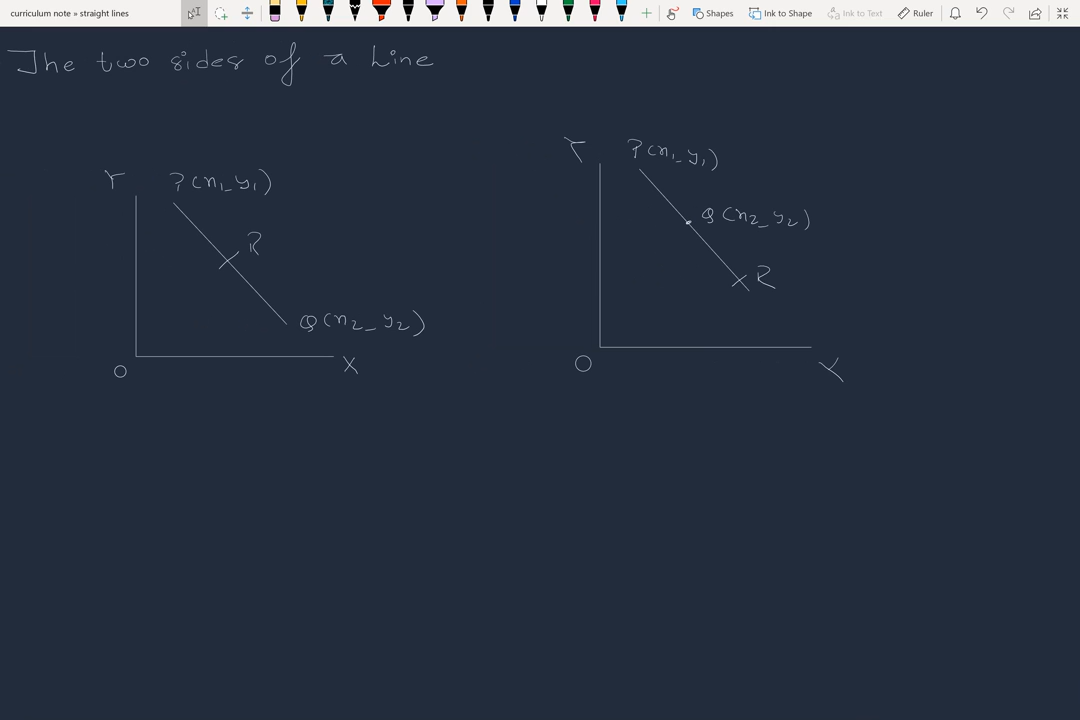 curriculum note » straight lines
Shapes
Ink to Shape
Ink to Text
Ruler
The two sides of a Line
Y
P(x₁, y₁)
R
Q(x₂, y₂)
O
X
Y
P(x₁, y₁)
Q(x₂, y₂)
R
O
X